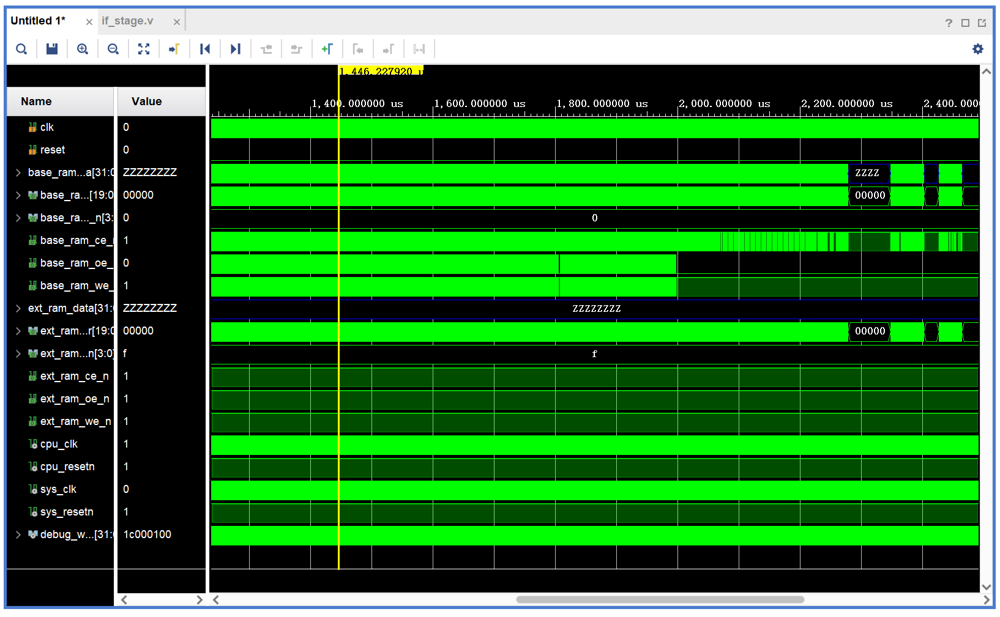 Untitled 1* × if_stage.v ×
?
1,446.227920 u
Name Value
1,400.000000 us 1,600.000000 us 1,800.000000 us 2,000.000000 us 2,200.000000 us 2,400.000
clk 0
reset 0
base_ram...a[31:0 ZZZZZZZZ ZZZZ
base_ra...[19:0 00000 00000
base_ra..._n[3: 0 0
base_ram_ce_ 1
base_ram_oe_ 0
base_ram_we_ 1
ext_ram_data[31: ZZZZZZZZ ZZZZZZZZ
ext_ram...r[19:0 00000 00000
ext_ram...n[3:0] f f
ext_ram_ce_n 1
ext_ram_oe_n 1
ext_ram_we_n 1
cpu_clk 1
cpu_resetn 1
sys_clk 0
sys_resetn 1
debug_w...[31: 1c000100